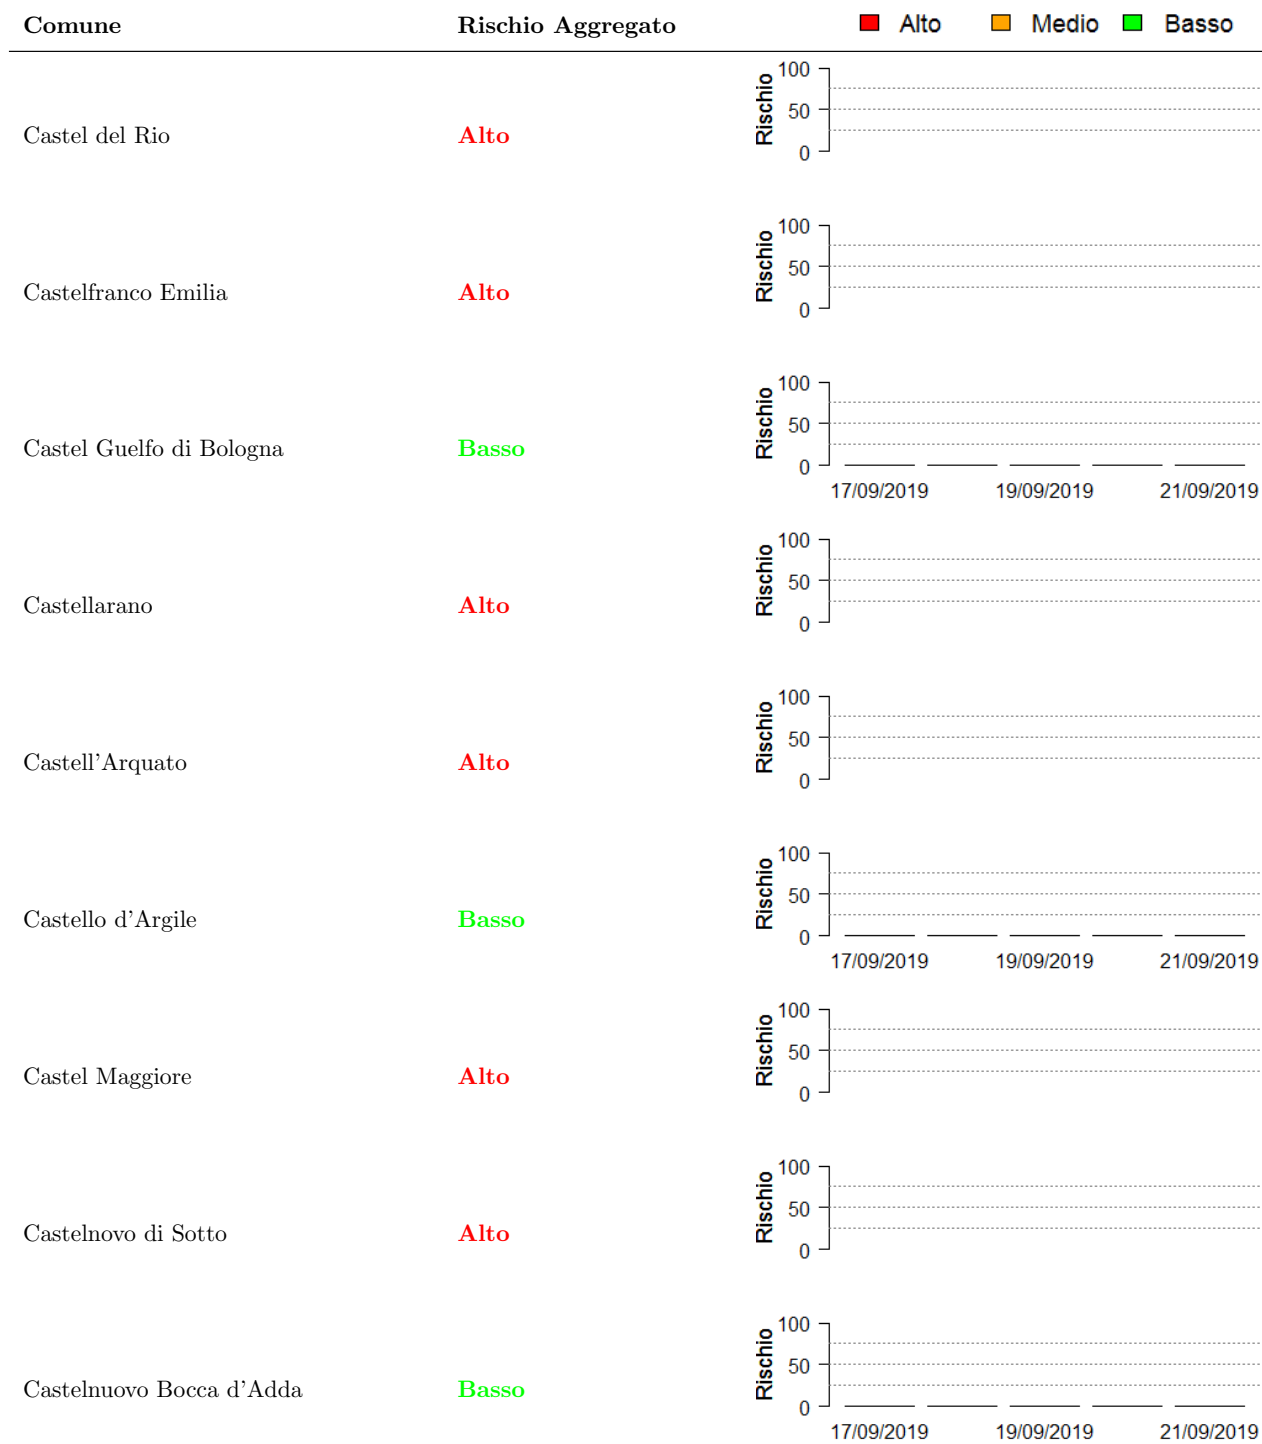 Comune Rischio Aggregato Alto Medio Basso
Castel del Rio Alto Rischio 100 50 0
Castelfranco Emilia Alto Rischio 100 50 0
Castel Guelfo di Bologna Basso Rischio 100 50 0
17/09/2019 19/09/2019 21/09/2019
Castellarano Alto Rischio 100 50 0
Castell'Arquato Alto Rischio 100 50 0
Castello d'Argile Basso Rischio 100 50 0
17/09/2019 19/09/2019 21/09/2019
Castel Maggiore Alto Rischio 100 50 0
Castelnovo di Sotto Alto Rischio 100 50 0
Castelnuovo Bocca d'Adda Basso Rischio 100 50 0
17/09/2019 19/09/2019 21/09/2019